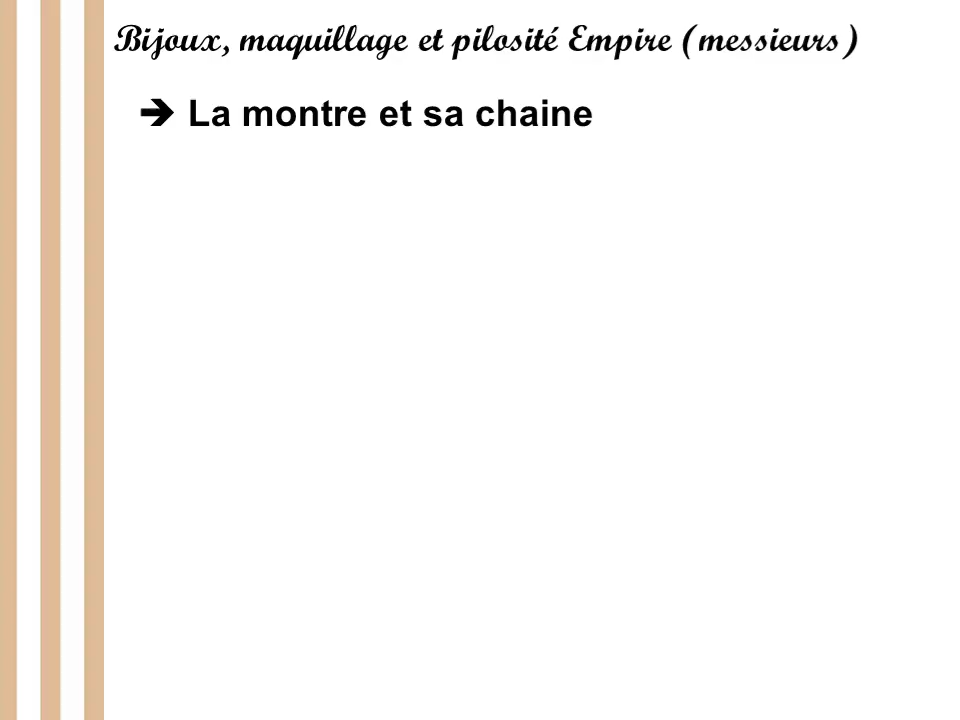 Bijoux, maquillage et pilosité Empire (messieurs)
➔ La montre et sa chaine